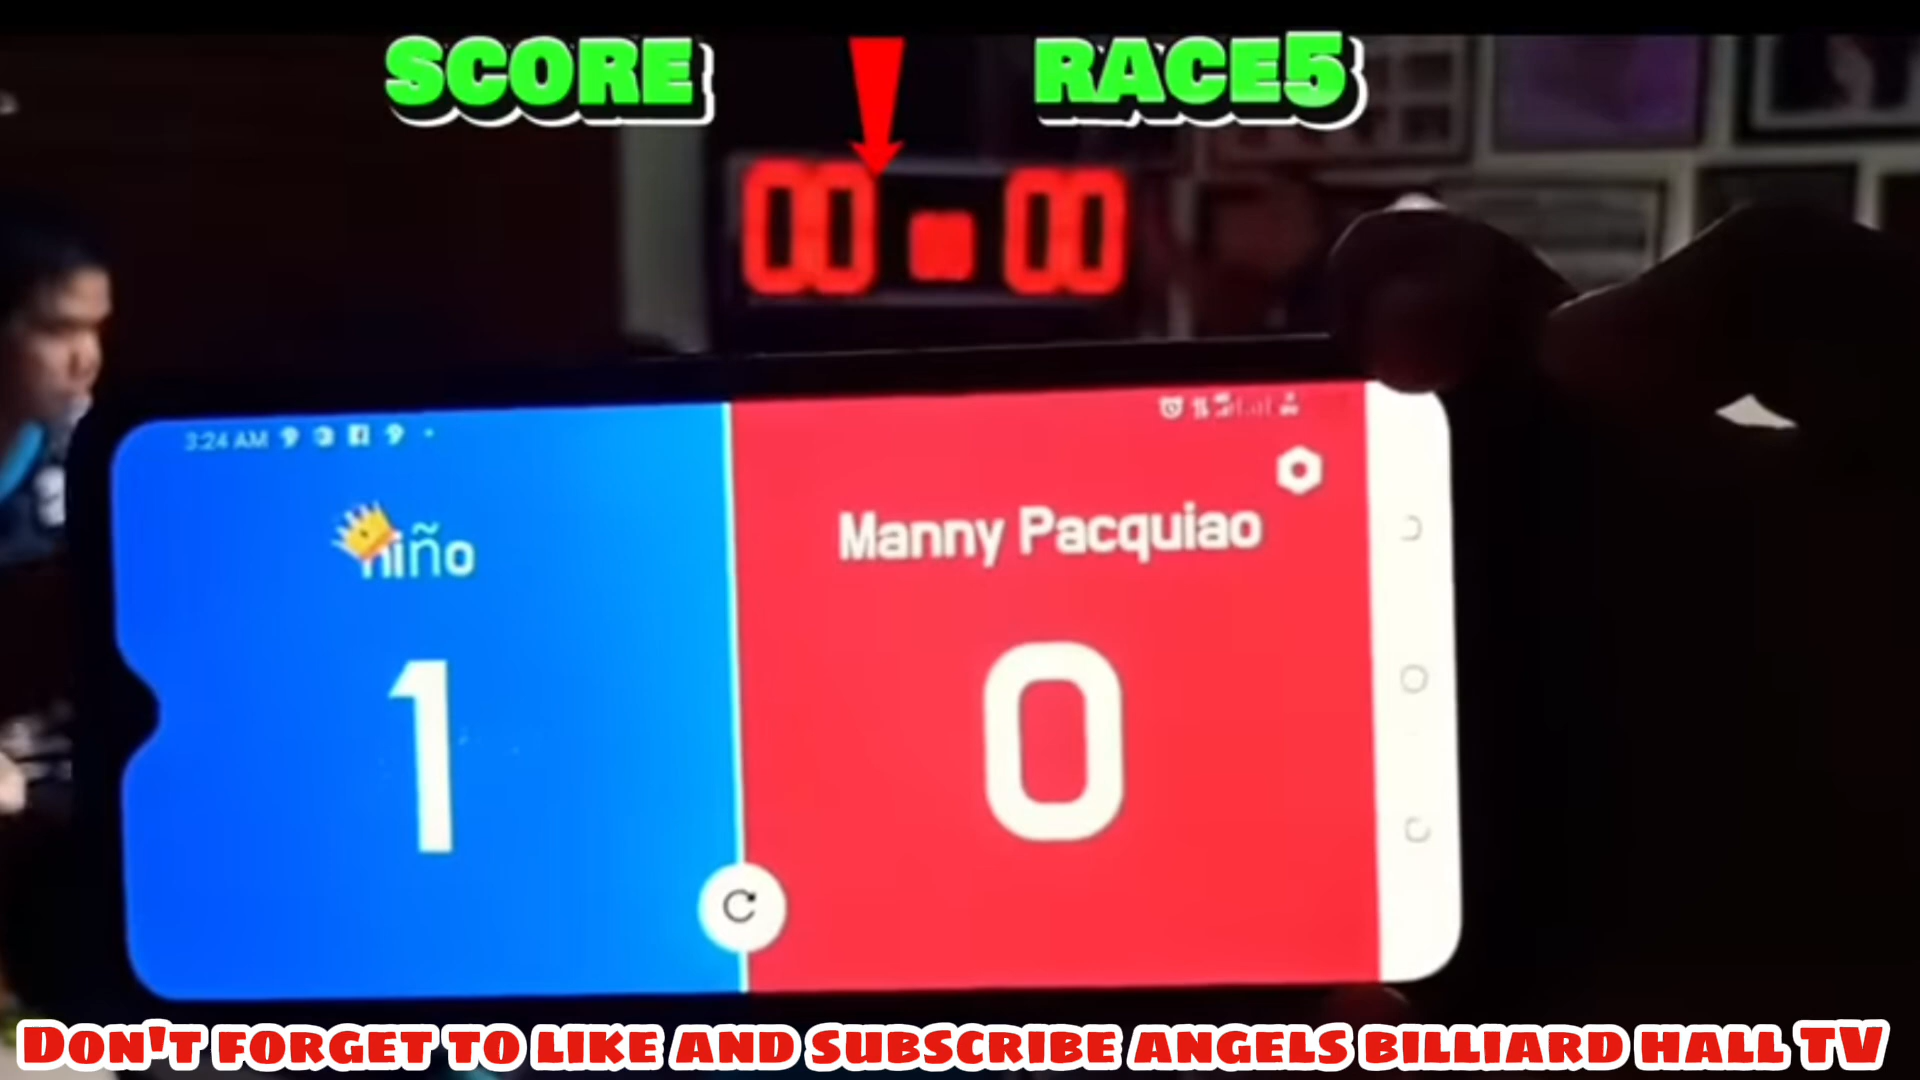 SCORE
RACE5
00 00
3:24 AM
niño
Manny Pacquiao
1
0
DON'T FORGET TO LIKE AND SUBSCRIBE ANGELS BILLIARD HALL TV